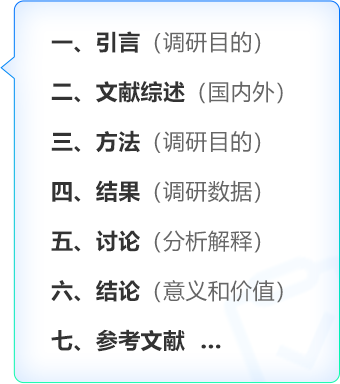 一、引言（调研目的）
二、文献综述（国内外）
三、方法（调研目的）
四、结果（调研数据）
五、讨论（分析解释）
六、结论（意义和价值）
七、参考文献 ...